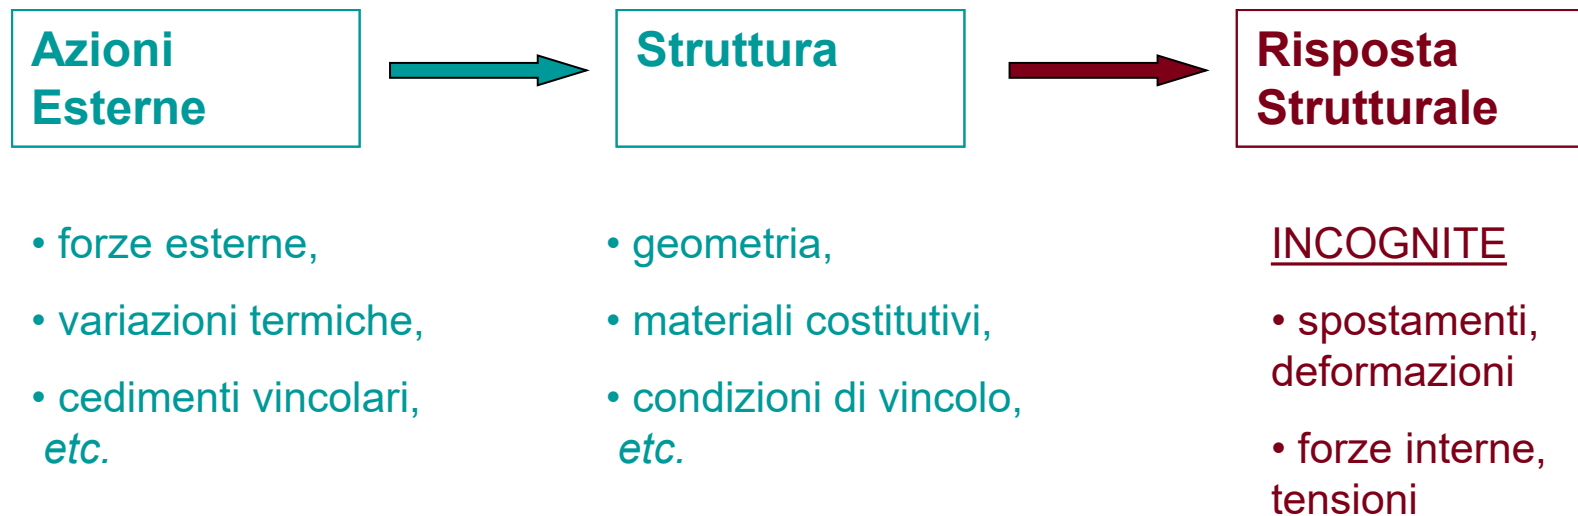 Azioni
Esterne
Struttura
Risposta
Strutturale
• forze esterne,
• variazioni termiche,
• cedimenti vincolari,
etc.
• geometria,
• materiali costitutivi,
• condizioni di vincolo,
etc.
INCOGNITE
• spostamenti,
deformazioni
• forze interne,
tensioni